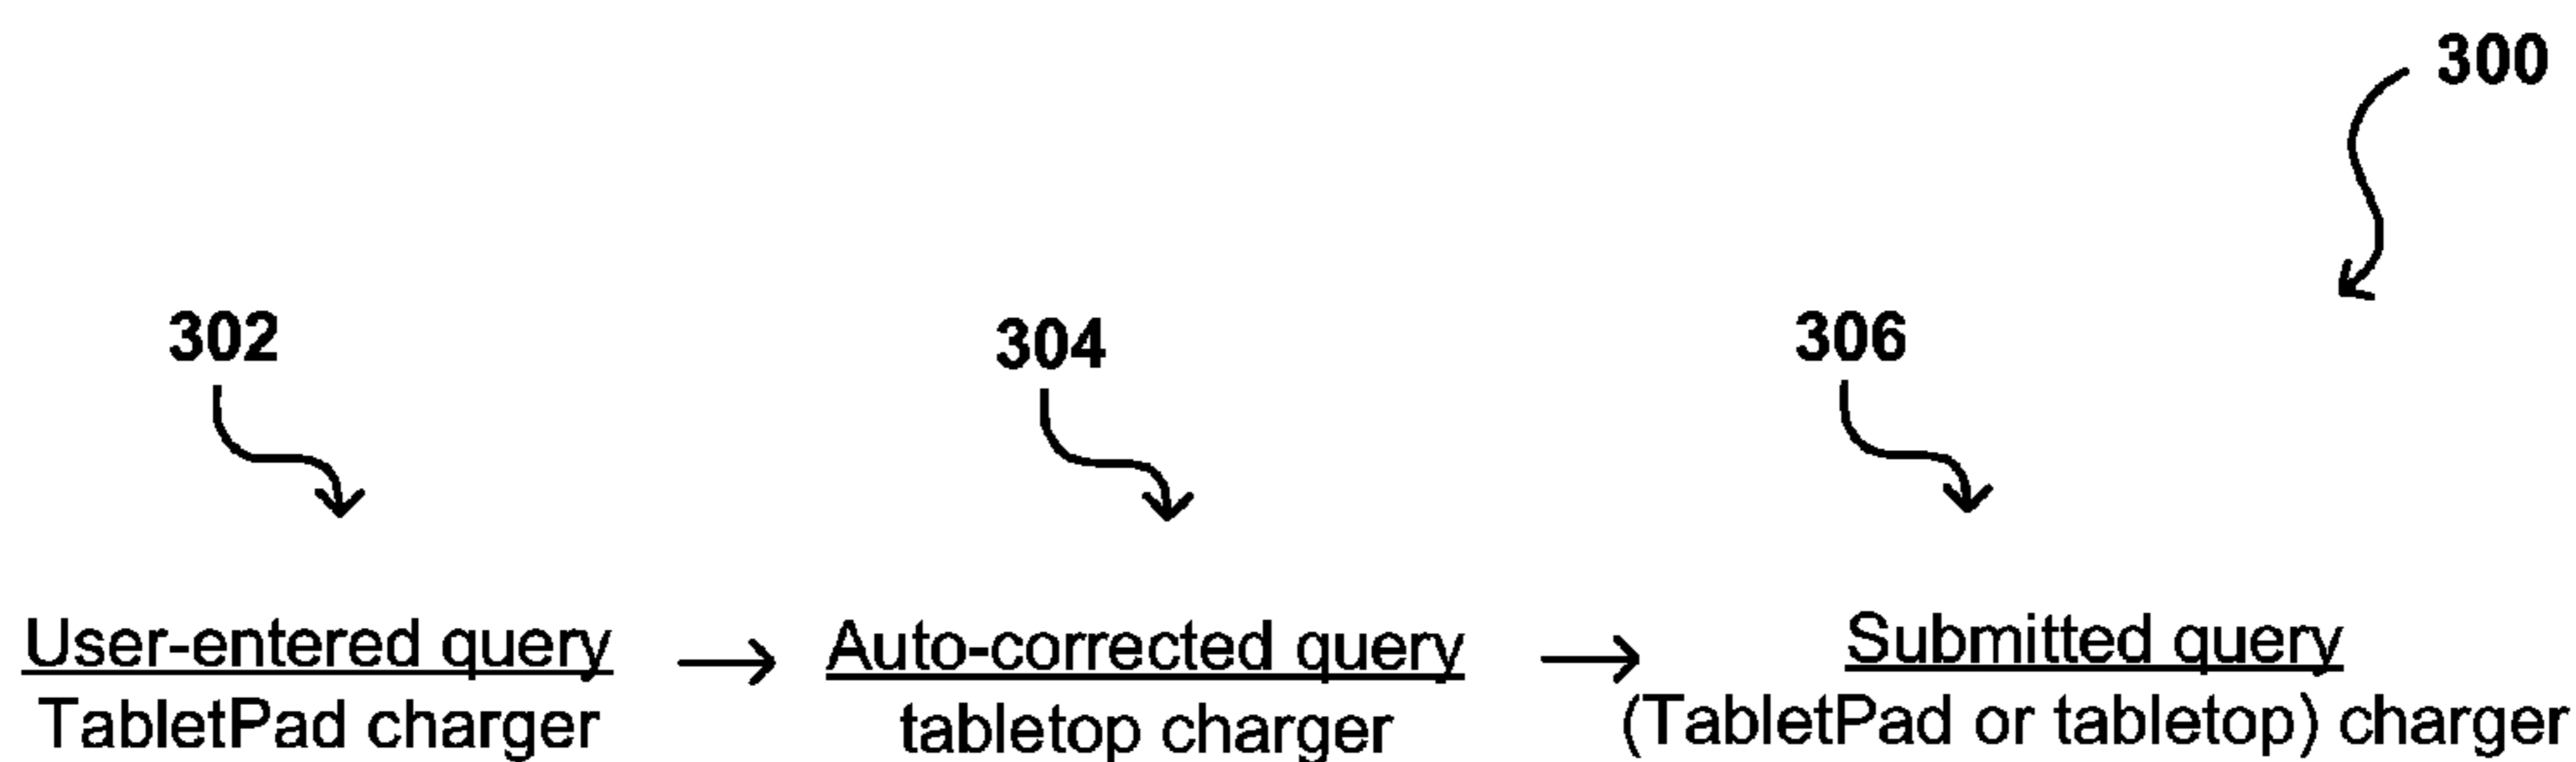 300
302
304
306
User-entered query → Auto-corrected query → Submitted query
TabletPad charger tabletop charger (TabletPad or tabletop) charger